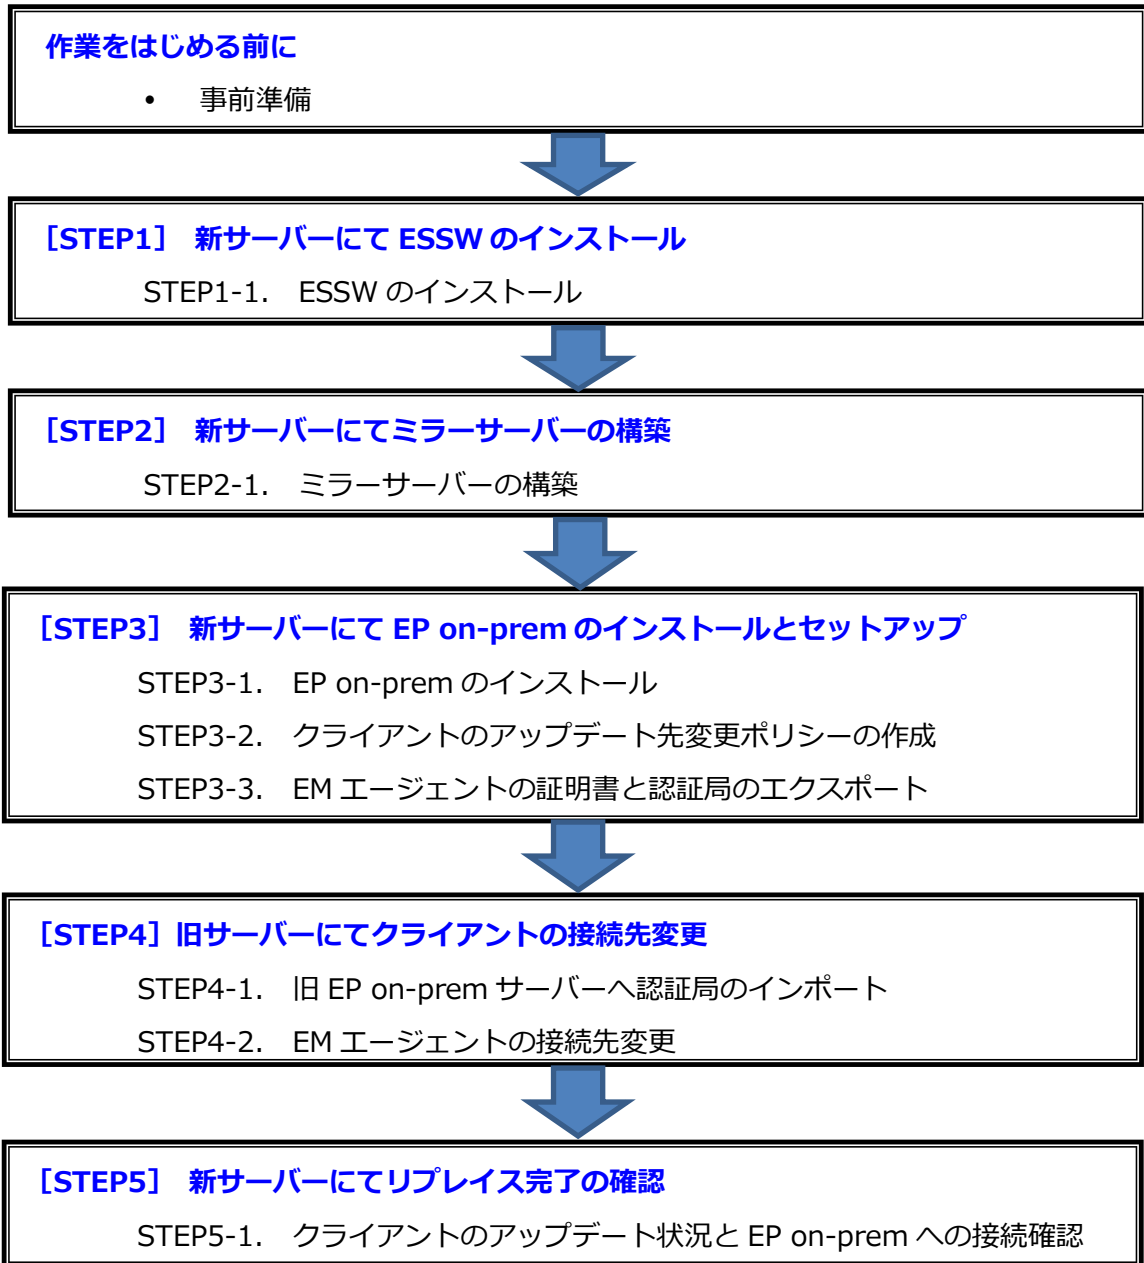 作業をはじめる前に
• 事前準備
［STEP1］ 新サーバーにて ESSW のインストール
STEP1-1. ESSW のインストール
［STEP2］ 新サーバーにてミラーサーバーの構築
STEP2-1. ミラーサーバーの構築
［STEP3］ 新サーバーにて EP on-prem のインストールとセットアップ
STEP3-1. EP on-prem のインストール
STEP3-2. クライアントのアップデート先変更ポリシーの作成
STEP3-3. EM エージェントの証明書と認証局のエクスポート
［STEP4］旧サーバーにてクライアントの接続先変更
STEP4-1. 旧 EP on-prem サーバーへ認証局のインポート
STEP4-2. EM エージェントの接続先変更
［STEP5］ 新サーバーにてリプレイス完了の確認
STEP5-1. クライアントのアップデート状況と EP on-prem への接続確認